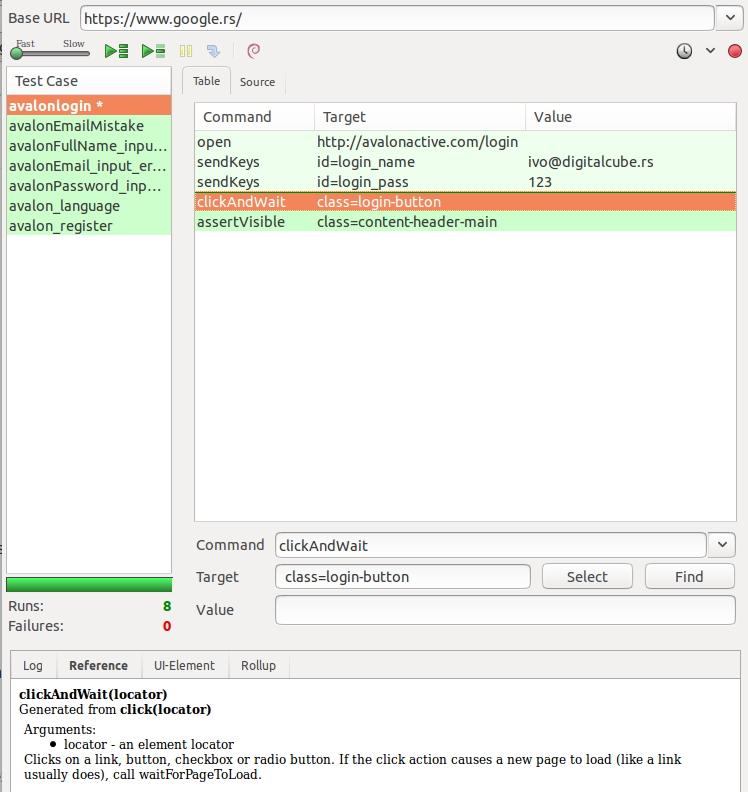 Base URL https://www.google.rs/
Fast Slow
Test Case
avalonlogin *
avalonEmailMistake
avalonFullName_inpu...
avalonEmail_input_er...
avalonPassword_inp...
avalon_language
avalon_register
Runs: 8
Failures: 0
Table Source
Command Target Value
open http://avalonactive.com/login
sendKeys id=login_name ivo@digitalcube.rs
sendKeys id=login_pass 123
clickAndWait class=login-button
assertVisible class=content-header-main
Command clickAndWait
Target class=login-button Select Find
Value
Log Reference UI-Element Rollup
clickAndWait(locator)
Generated from click(locator)
Arguments:
• locator - an element locator
Clicks on a link, button, checkbox or radio button. If the click action causes a new page to load (like a link
usually does), call waitForPageToLoad.